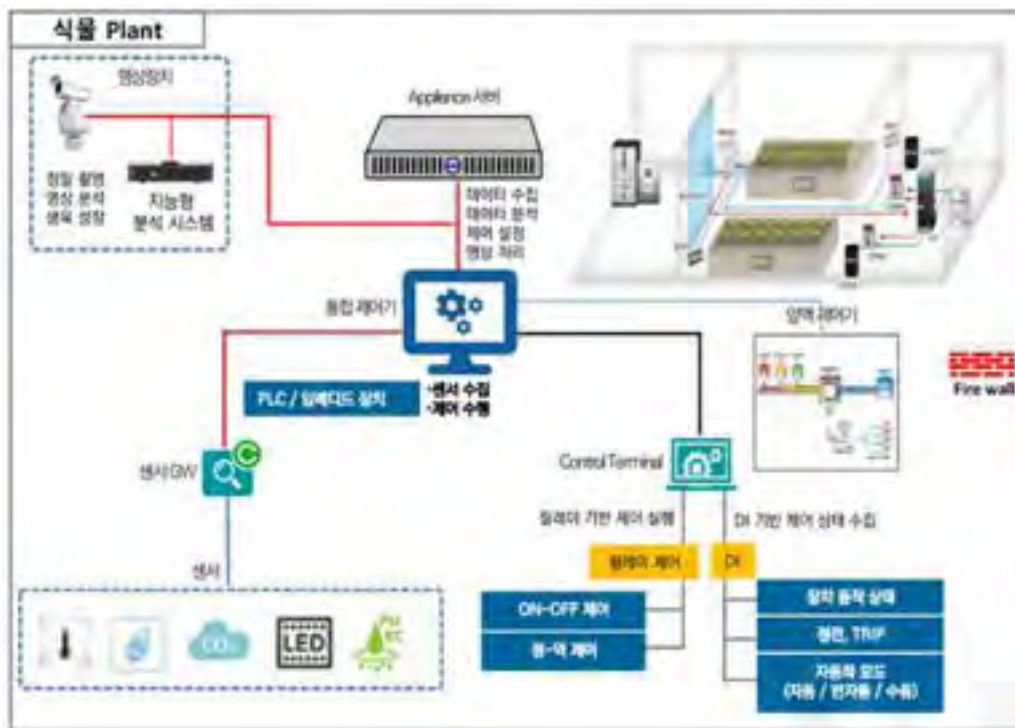 식물 Plant
영상장치
정밀 촬영
영상 분석
생육 성장
지능형
분석 시스템
Appliance 서버
데이터 수집
데이터 분석
제어 설정
영상 처리
통합 제어기
양액 제어기
PLC / 임베디드 장치
-센서 수집
-제어 수행
Fire wall
센서 GW
Control Terminal
릴레이 기반 제어 실행
DI 기반 제어 상태 수집
릴레이 제어
DI
센서
CO₂
LED
PH
EC
ON-OFF 제어
정-역 제어
장치 동작 상태
정전, TRIP
자동적 모드
(자동 / 반자동 / 수동)